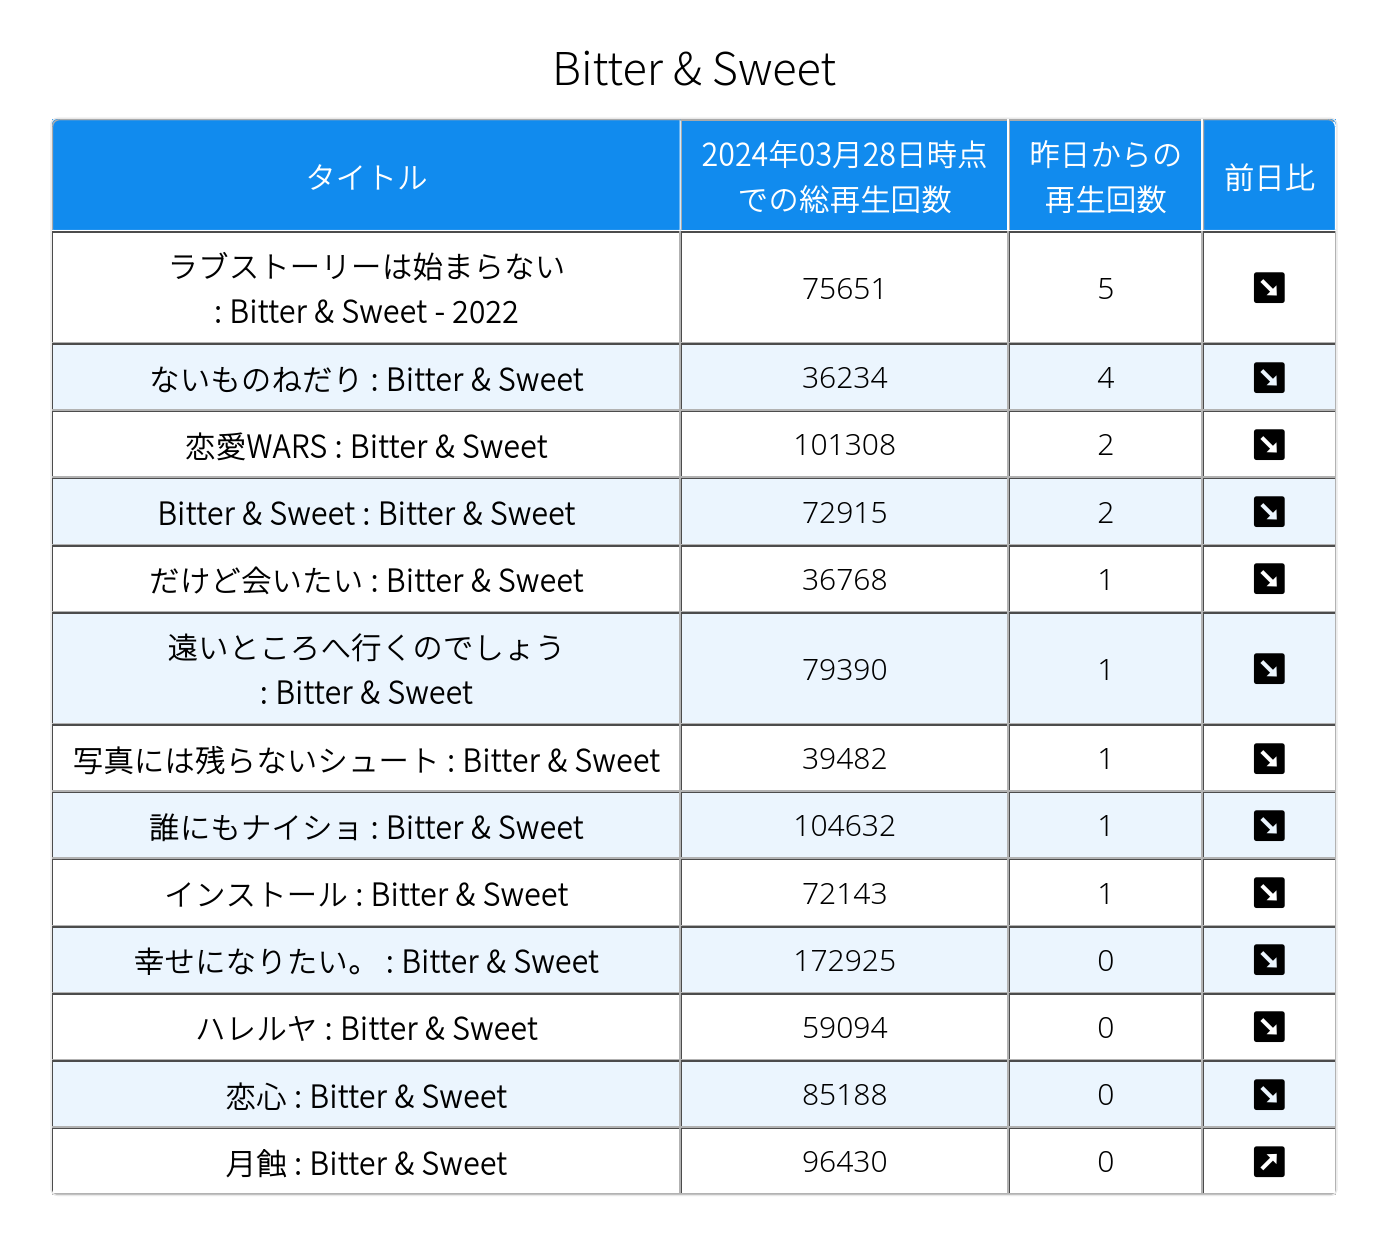 Bitter & Sweet
タイトル
2024年03月28日時点
での総再生回数
昨日からの
再生回数
前日比
ラブストーリーは始まらない
: Bitter & Sweet - 2022
75651
5
ないものねだり : Bitter & Sweet
36234
4
恋愛WARS : Bitter & Sweet
101308
2
Bitter & Sweet : Bitter & Sweet
72915
2
だけど会いたい : Bitter & Sweet
36768
1
遠いところへ行くのでしょう
: Bitter & Sweet
79390
1
写真には残らないシュート : Bitter & Sweet
39482
1
誰にもナイショ : Bitter & Sweet
104632
1
インストール : Bitter & Sweet
72143
1
幸せになりたい。 : Bitter & Sweet
172925
0
ハレルヤ : Bitter & Sweet
59094
0
恋心 : Bitter & Sweet
85188
0
月蝕 : Bitter & Sweet
96430
0